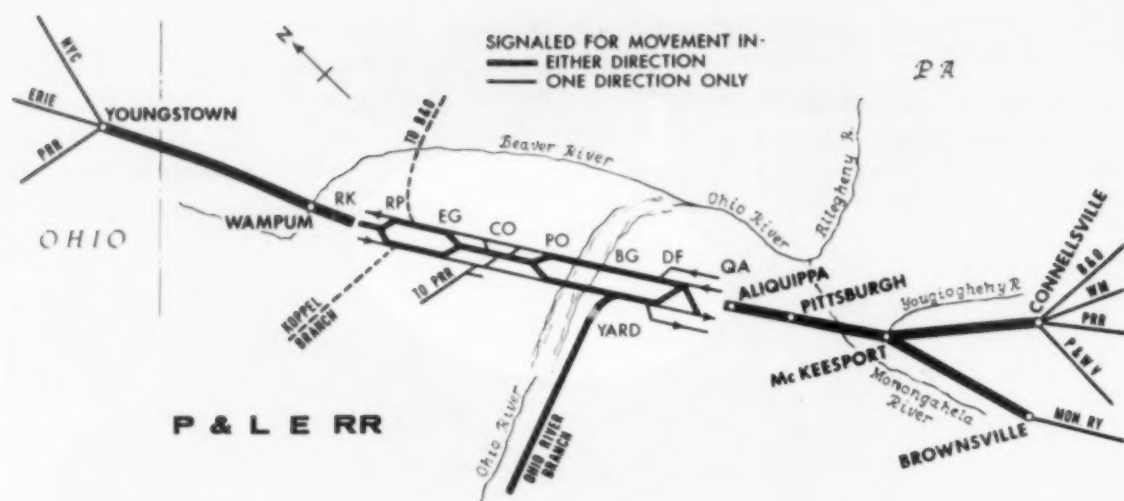 NYC
ERIE
PRR
YOUNGSTOWN
OHIO
N
SIGNALED FOR MOVEMENT IN-
EITHER DIRECTION
ONE DIRECTION ONLY
PA
WAMPUM
RK
RP
TO B&O
EG
CO
PO
BG
DF
QA
Beaver River
Ohio River
Allegheny R.
KOPPEL
BRANCH
TO PRR
YARD
Ohio River
OHIO RIVER
BRANCH
ALIQUIPPA
PITTSBURGH
McKEESPORT
Yougiogheny R.
CONNELLSVILLE
B&O
WM
PRR
P&WV
Monongahela
River
BROWNSVILLE
MON RY
P & L E RR